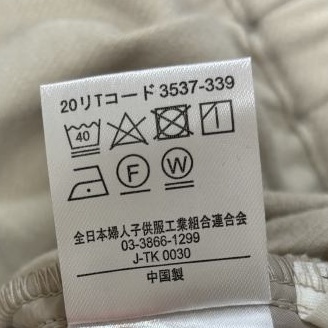 20リTコード 3537-339
40
F W
全日本婦人子供服工業組合連合会
03-3866-1299
J-TK 0030
中国製